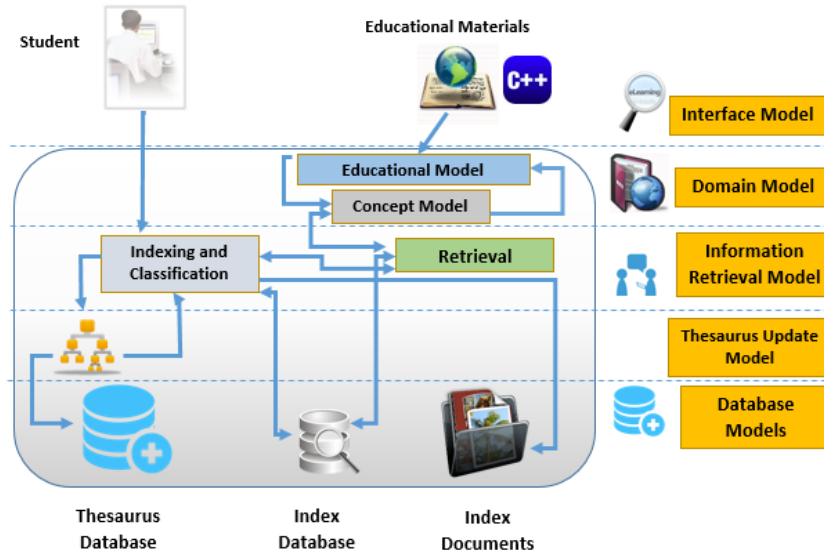 Student
Educational Materials
C++
eLearning
Interface Model
Educational Model
Domain Model
Concept Model
Indexing and
Classification
Retrieval
Information
Retrieval Model
Thesaurus Update
Model
Database
Models
Thesaurus
Database
Index
Database
Index
Documents